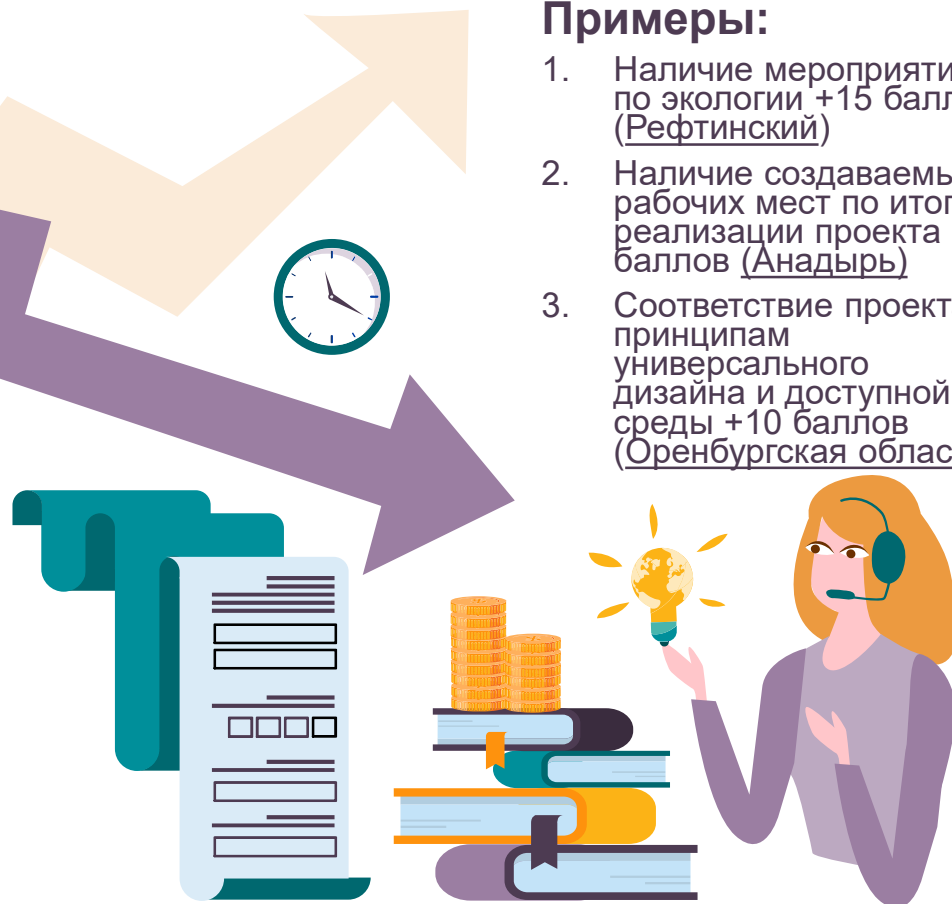 Примеры:
1. Наличие мероприяти
по экологии +15 балл
(Рефтинский)
2. Наличие создаваемы
рабочих мест по итог
реализации проекта
баллов (Анадырь)
3. Соответствие проект
принципам
универсального
дизайна и доступной
среды +10 баллов
(Оренбургская облас